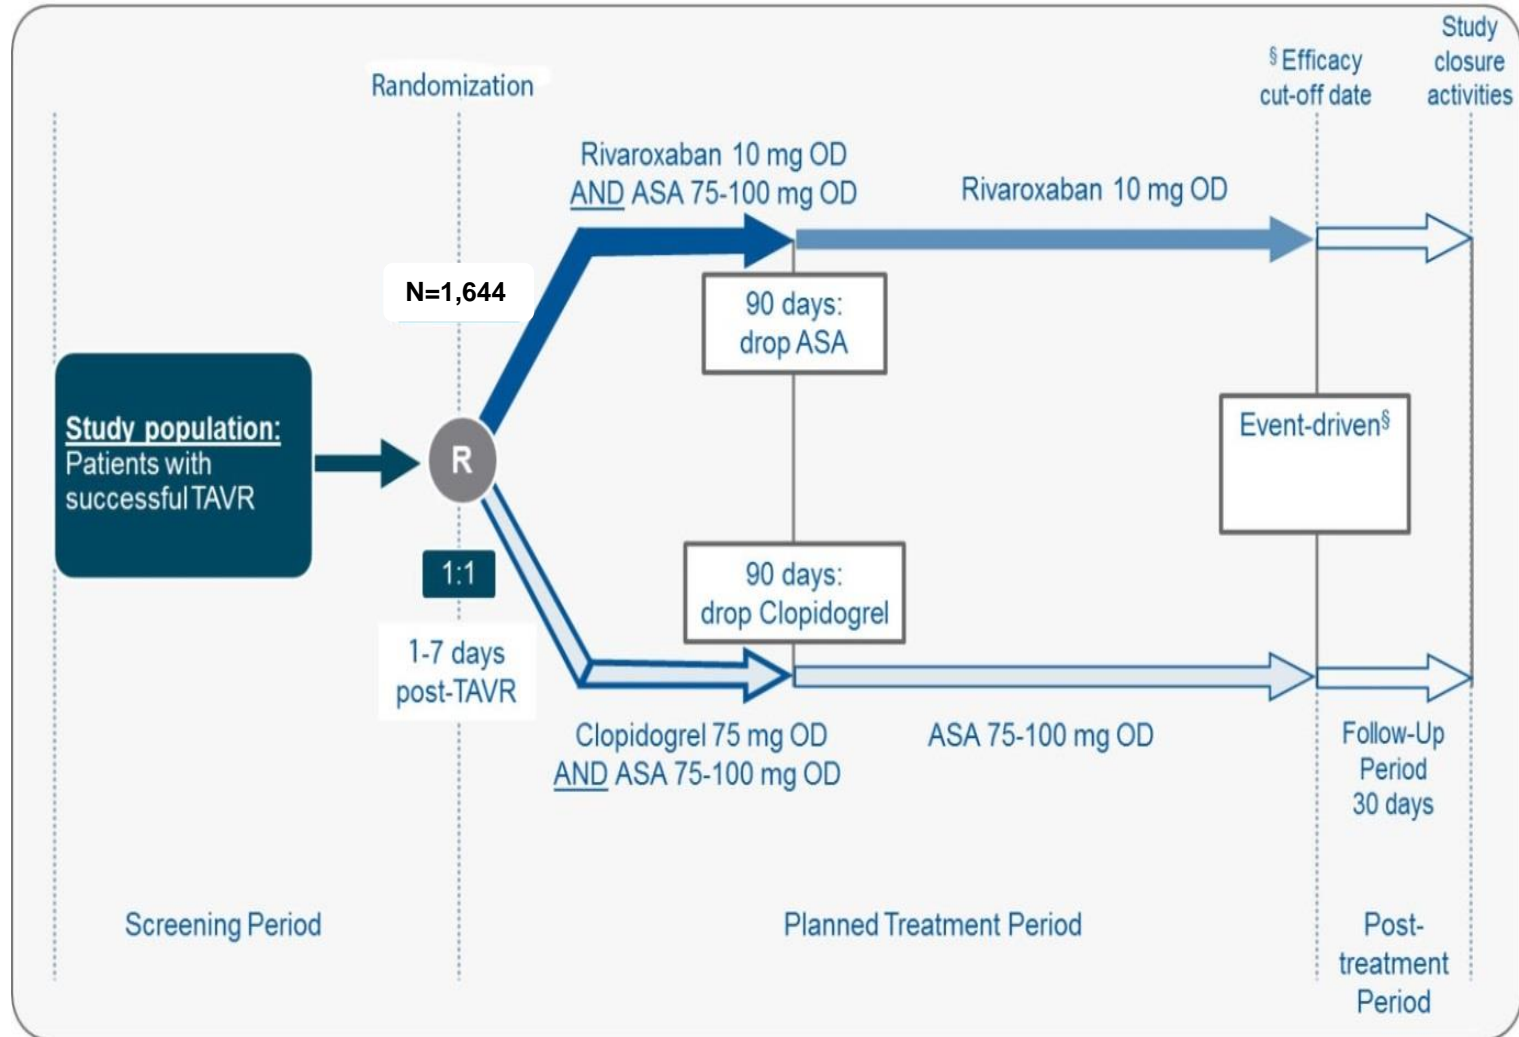 Study
closure
activities
§ Efficacy
cut-off date
Randomization
Rivaroxaban 10 mg OD
AND ASA 75-100 mg OD
Rivaroxaban 10 mg OD
N=1,644
90 days:
drop ASA
Study population:
Patients with
successful TAVR
R
Event-driven§
1:1
90 days:
drop Clopidogrel
1-7 days
post-TAVR
Clopidogrel 75 mg OD
AND ASA 75-100 mg OD
ASA 75-100 mg OD
Follow-Up
Period
30 days
Screening Period
Planned Treatment Period
Post-
treatment
Period